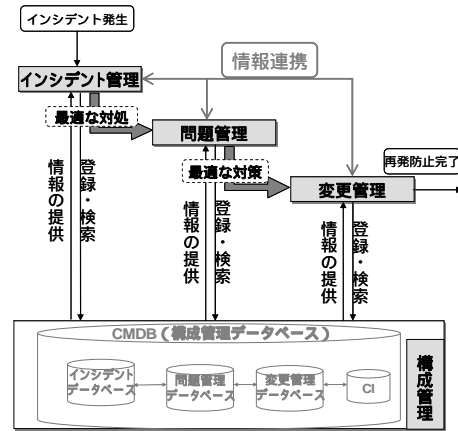 インシデント発生
情報連携
インシデント管理
最適な対処
問題管理
再発防止完了
最適な対策
変更管理
情報の提供
登録・検索
情報の提供
登録・検索
情報の提供
登録・検索
CMDB(構成管理データベース)
インシデント
データベース
問題管理
データベース
変更管理
データベース
CI
構成管理